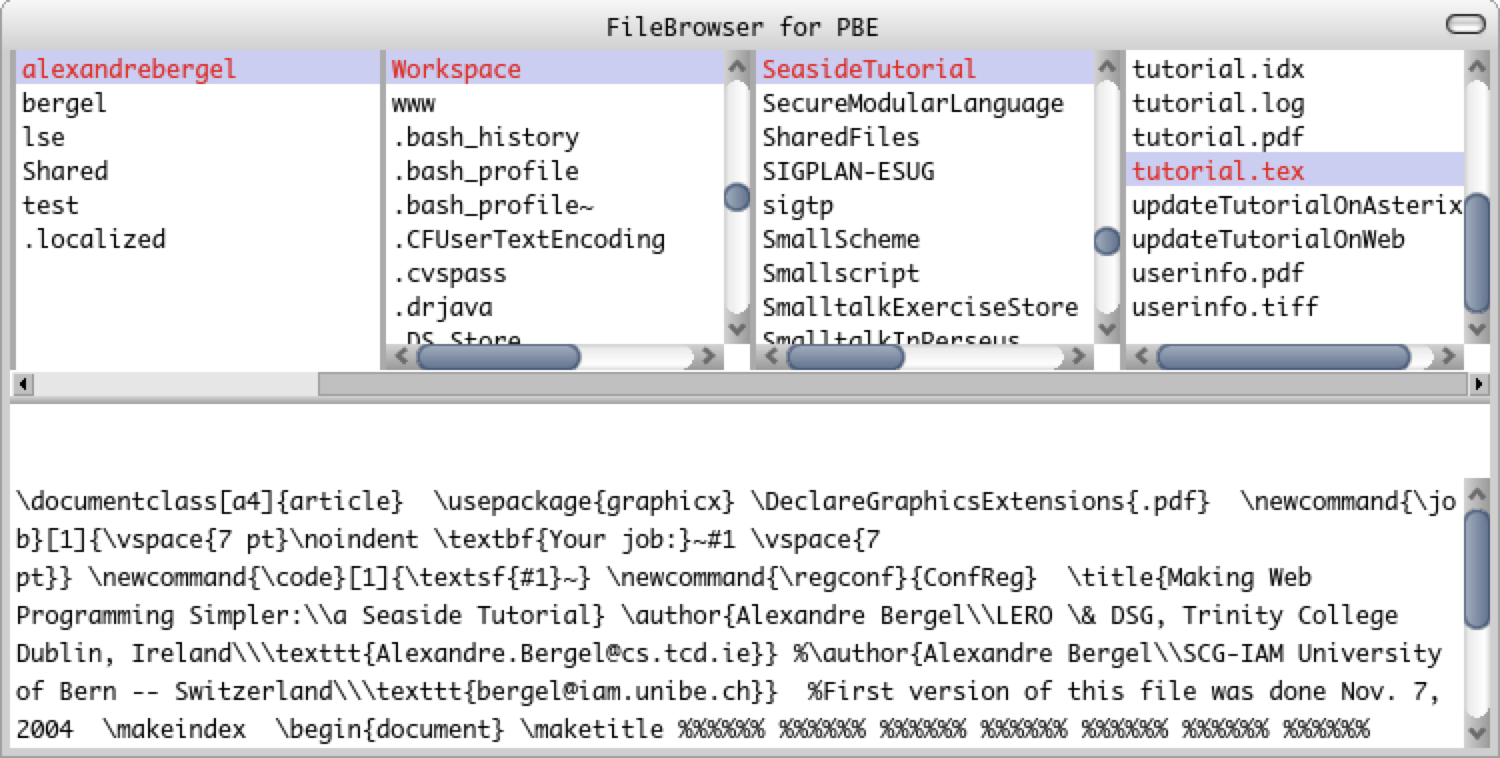 FileBrowser for PBE
alexandrebergel
bergel
lse
Shared
test
.localized
Workspace
www
.bash_history
.bash_profile
.bash_profile~
.CFUserTextEncoding
.cvspass
.drjava
.DS_Store
SeasideTutorial
SecureModularLanguage
SharedFiles
SIGPLAN-ESUG
sigtp
SmallScheme
Smallscript
SmalltalkExerciseStore
SmalltalkInPerseus
tutorial.idx
tutorial.log
tutorial.pdf
tutorial.tex
updateTutorialOnAsterix
updateTutorialOnWeb
userinfo.pdf
userinfo.tiff
\documentclass[a4]{article}  \usepackage{graphicx} \DeclareGraphicsExtensions{.pdf}  \newcommand{\jo
b}[1]{\vspace{7 pt}\noindent \textbf{Your job:}~#1 \vspace{7
pt}} \newcommand{\code}[1]{\textsf{#1}~} \newcommand{\regconf}{ConfReg}  \title{Making Web
Programming Simpler:\\a Seaside Tutorial} \author{Alexandre Bergel\\LERO \& DSG, Trinity College
Dublin, Ireland\\\texttt{Alexandre.Bergel@cs.tcd.ie}} %\author{Alexandre Bergel\\SCG-IAM University
of Bern -- Switzerland\\\texttt{bergel@iam.unibe.ch}}  %First version of this file was done Nov. 7,
2004  \makeindex  \begin{document} \maketitle %%%%%% %%%%%% %%%%%% %%%%%% %%%%%% %%%%%% %%%%%%